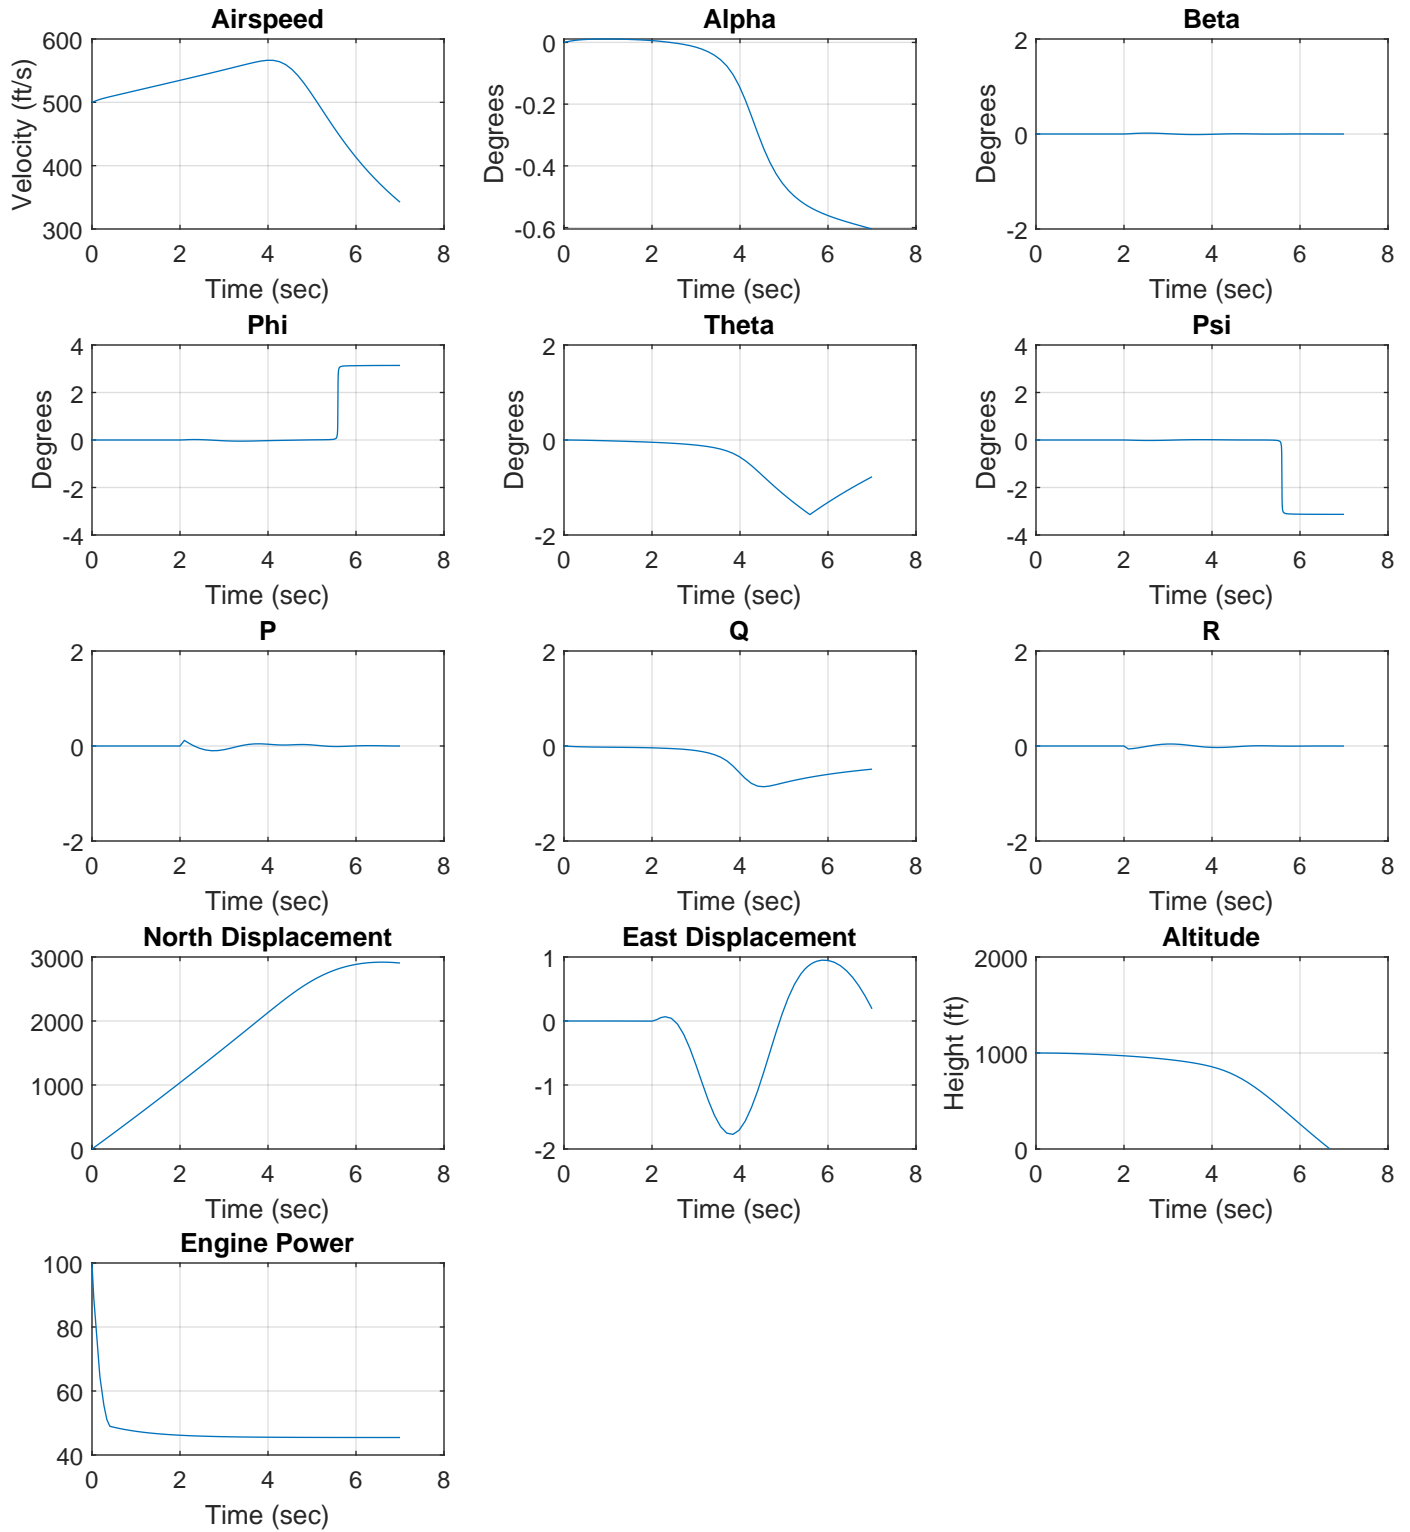 Airspeed
Velocity (ft/s)
600
500
400
300
0 2 4 6 8
Time (sec)
Alpha
Degrees
0
-0.2
-0.4
-0.6
0 2 4 6 8
Time (sec)
Beta
Degrees
2
0
-2
0 2 4 6 8
Time (sec)
Phi
Degrees
4
2
0
-2
-4
0 2 4 6 8
Time (sec)
Theta
Degrees
2
0
-2
0 2 4 6 8
Time (sec)
Psi
Degrees
4
2
0
-2
-4
0 2 4 6 8
Time (sec)
P
2
0
-2
0 2 4 6 8
Time (sec)
Q
2
0
-2
0 2 4 6 8
Time (sec)
R
2
0
-2
0 2 4 6 8
Time (sec)
North Displacement
3000
2000
1000
0
0 2 4 6 8
Time (sec)
East Displacement
1
0
-1
-2
0 2 4 6 8
Time (sec)
Altitude
Height (ft)
2000
1000
0
0 2 4 6 8
Time (sec)
Engine Power
100
80
60
40
0 2 4 6 8
Time (sec)